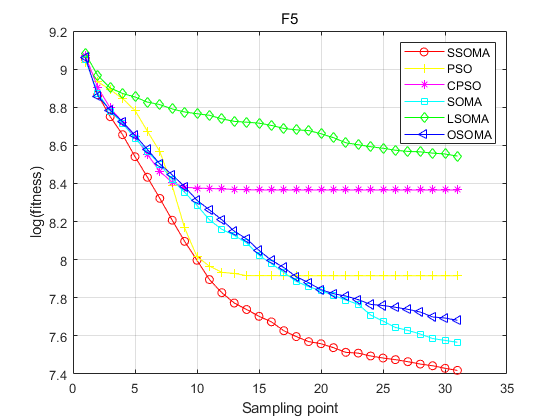 F5
log(fitness)
9.2
9
8.8
8.6
8.4
8.2
8
7.8
7.6
7.4
0 5 10 15 20 25 30 35
Sampling point
SSOMA
PSO
CPSO
SOMA
LSOMA
OSOMA